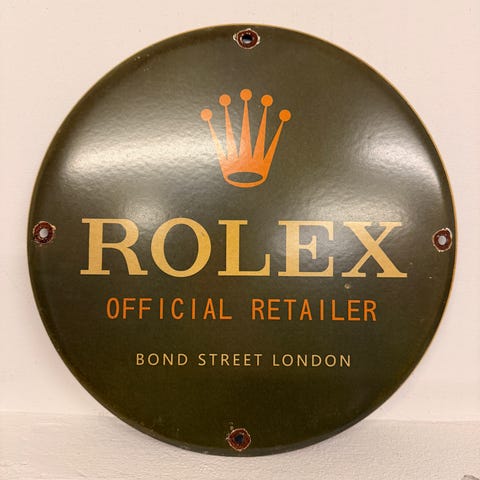 ROLEX
OFFICIAL RETAILER
BOND STREET LONDON